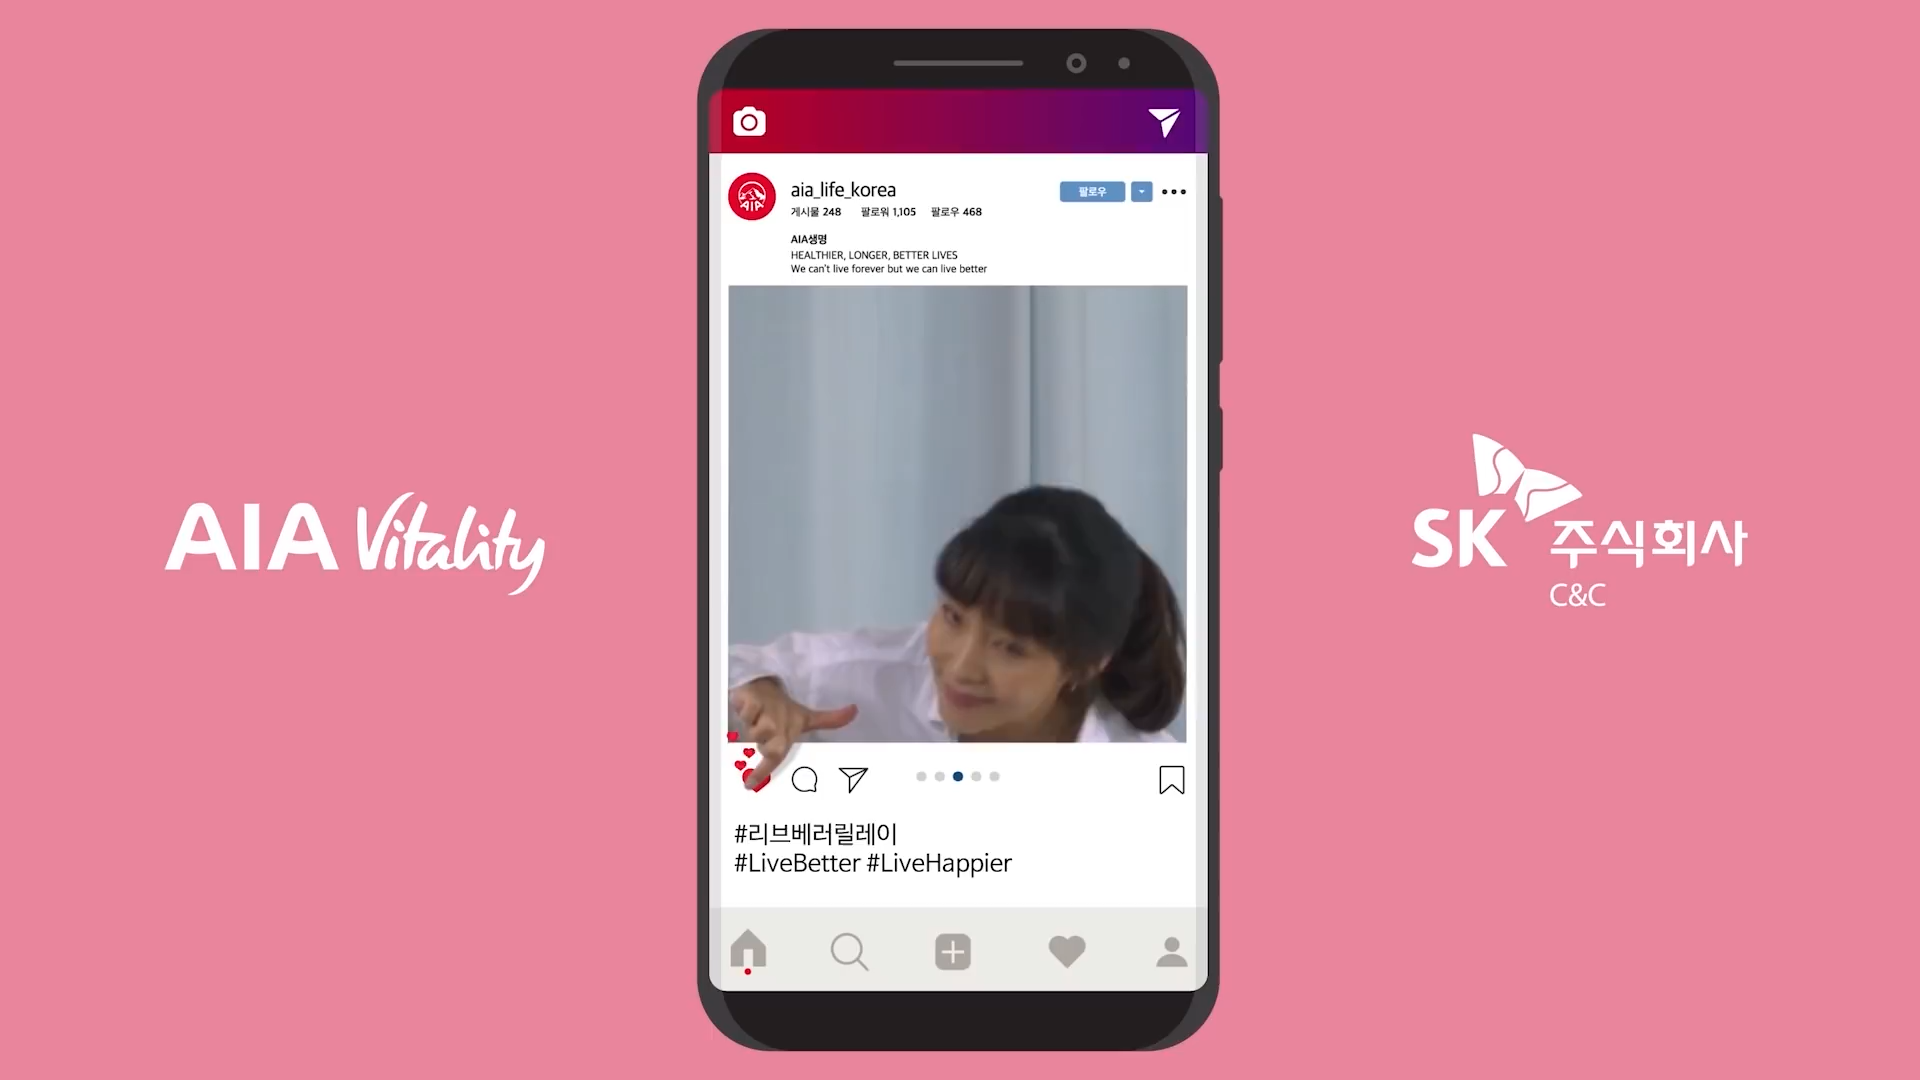 aia_life_korea
팔로우
게시물 248 팔로워 1,105 팔로우 468
AIA생명
HEALTHIER, LONGER, BETTER LIVES
We can't live forever but we can live better
AIA
AIA Vitality
SK 주식회사
C&C
#리브베러릴레이
#LiveBetter #LiveHappier